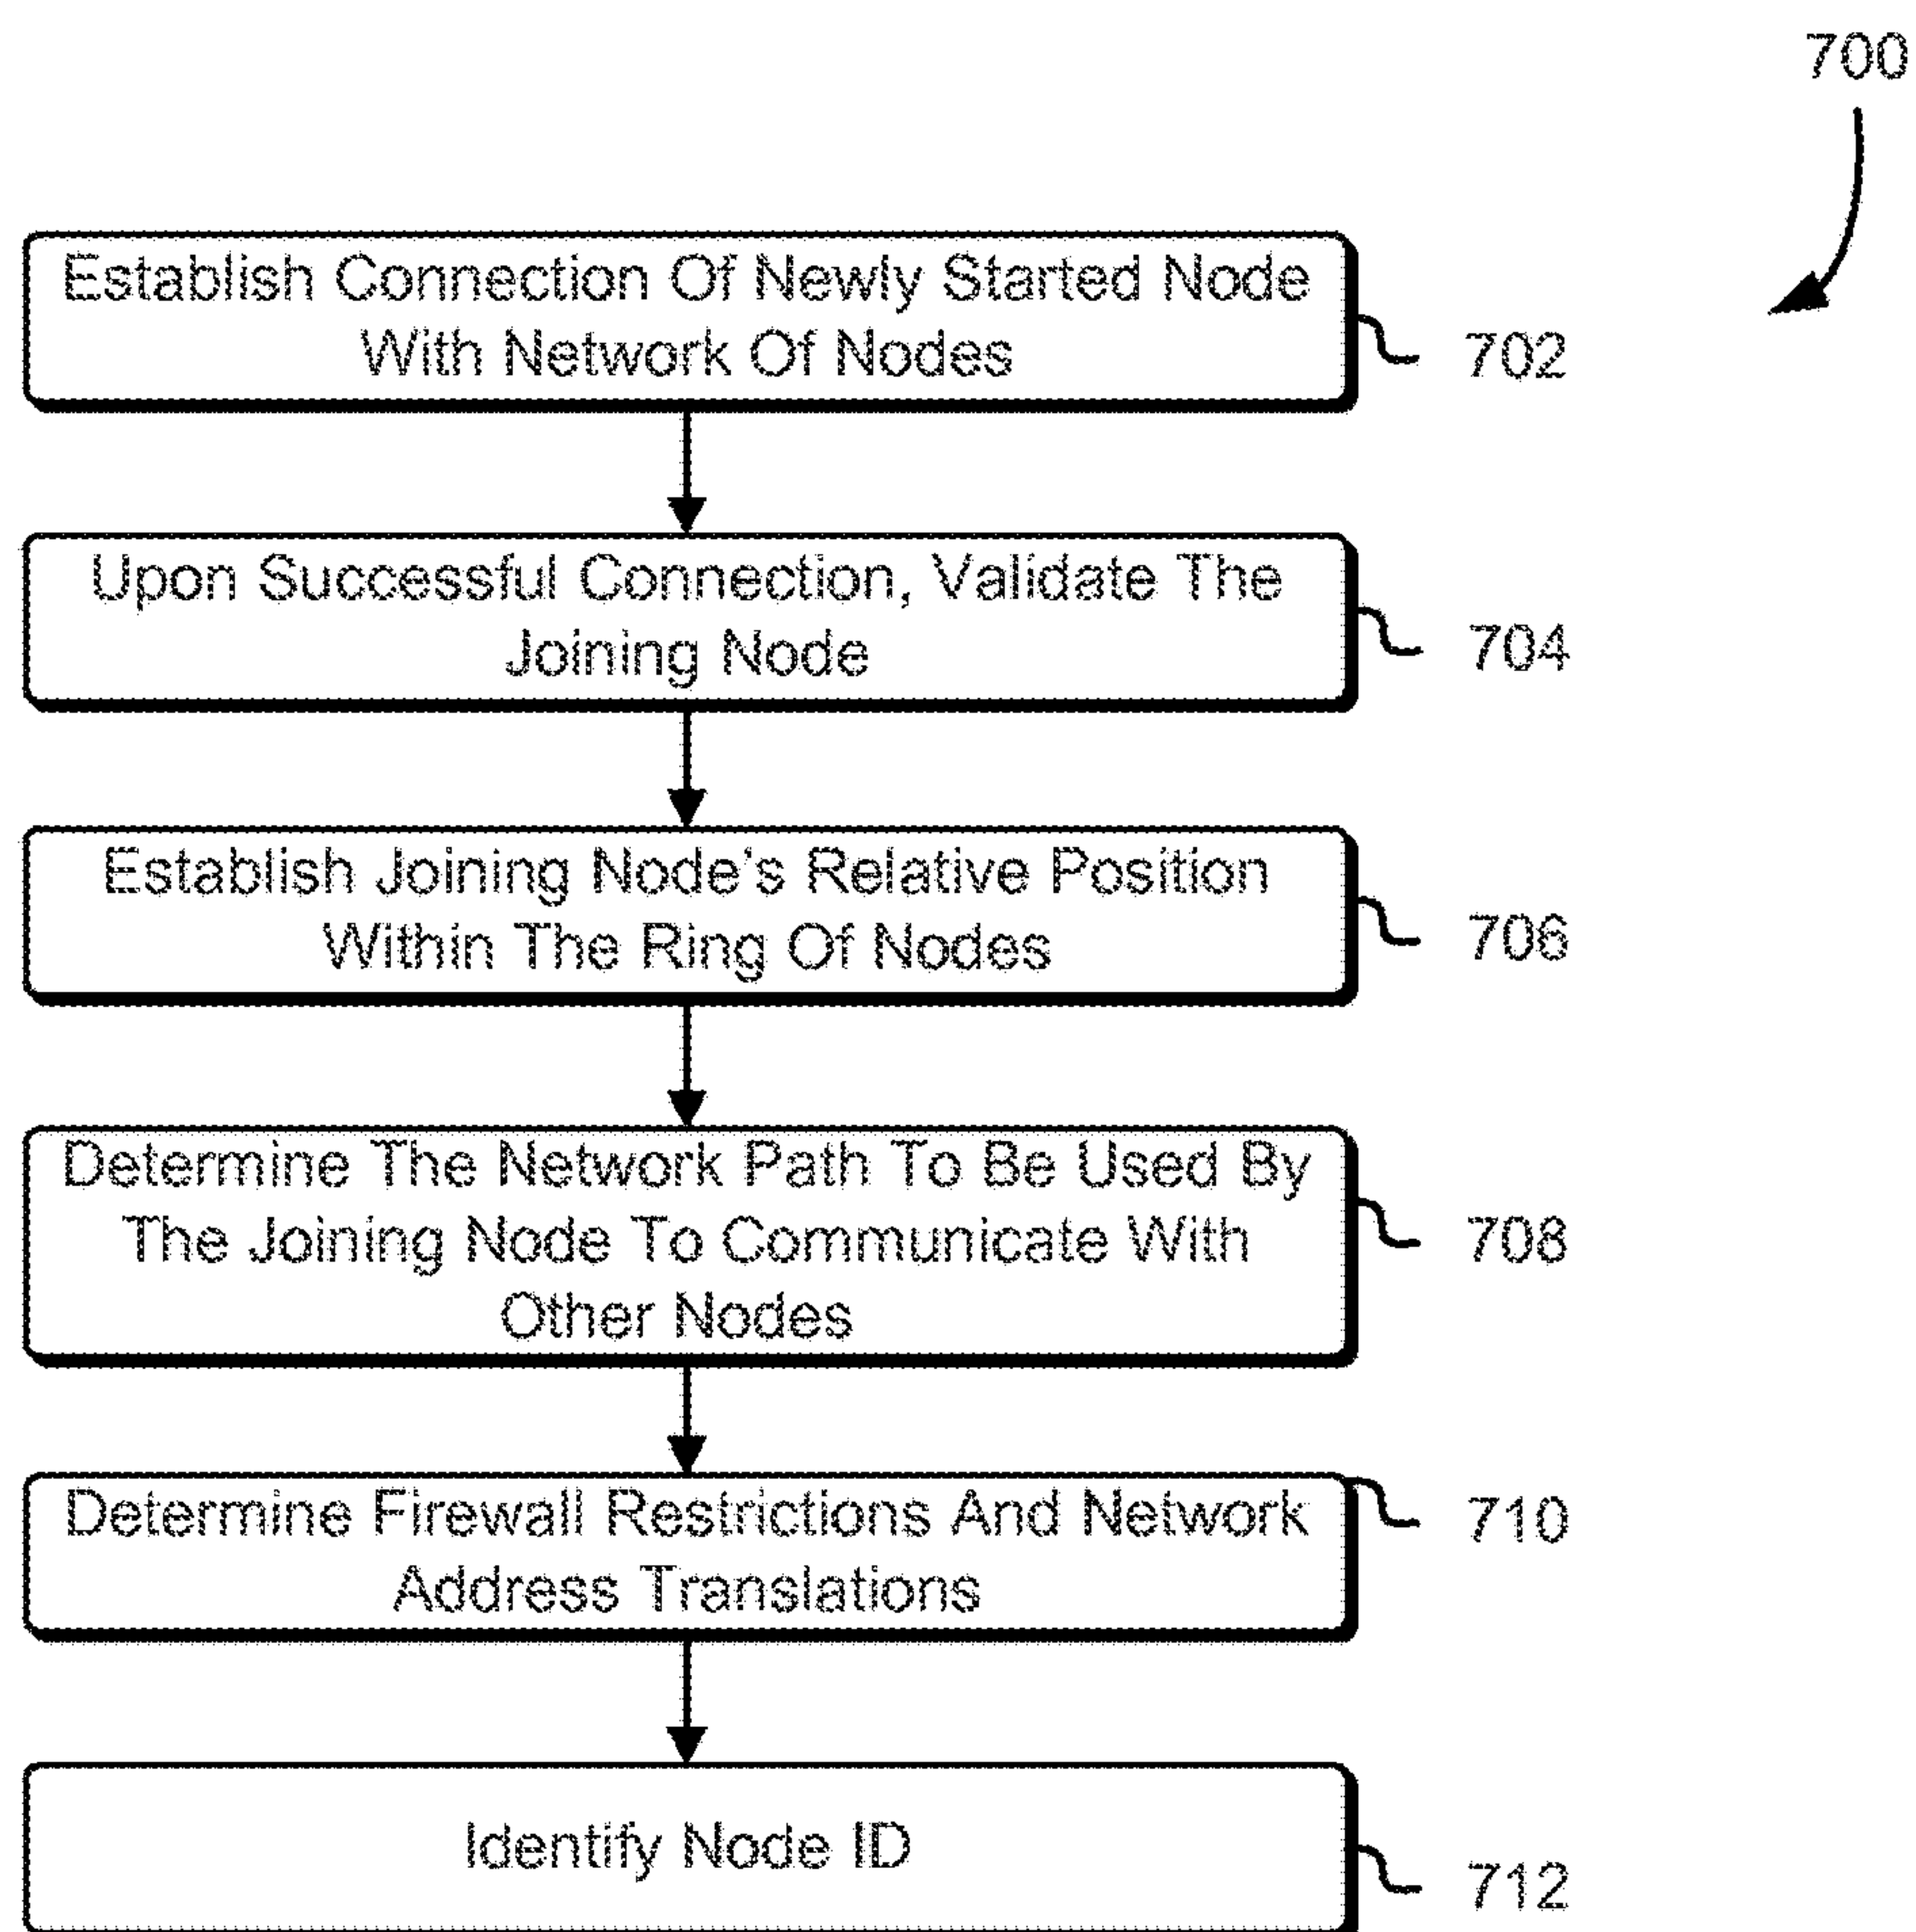 700
Establish Connection Of Newly Started Node
With Network Of Nodes
702
Upon Successful Connection, Validate The
Joining Node
704
Establish Joining Node's Relative Position
Within The Ring Of Nodes
706
Determine The Network Path To Be Used By
The Joining Node To Communicate With
Other Nodes
708
Determine Firewall Restrictions And Network
Address Translations
710
Identify Node ID
712